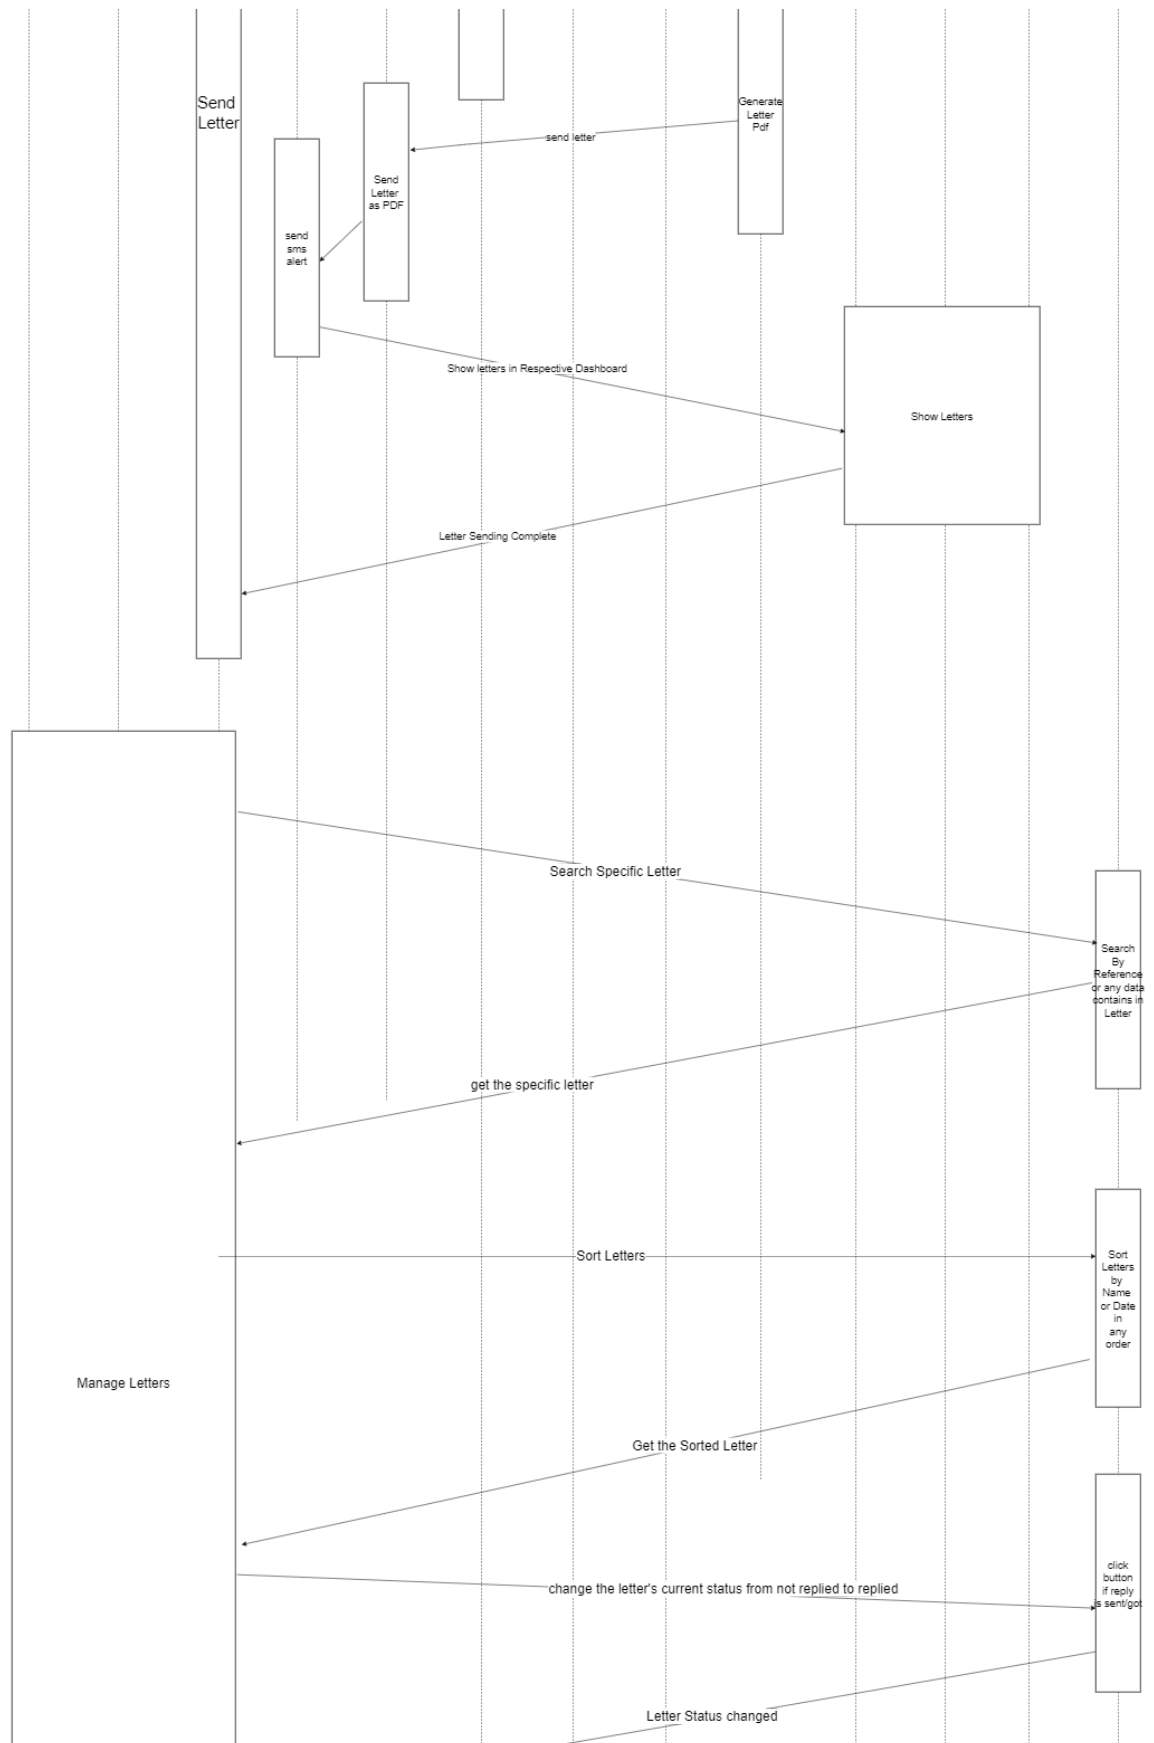 Send
Letter
Generate
Letter
Pdf
send letter
Send
Letter
as PDF
send
sms
alert
Show letters in Respective Dashboard
Show Letters
Letter Sending Complete
Search Specific Letter
Search
By
Reference
or any data
contains in
Letter
get the specific letter
Sort Letters
Sort
Letters
by
Name
or Date
in
any
order
Manage Letters
Get the Sorted Letter
click
button
if reply
is sent/got
change the letter's current status from not replied to replied
Letter Status changed